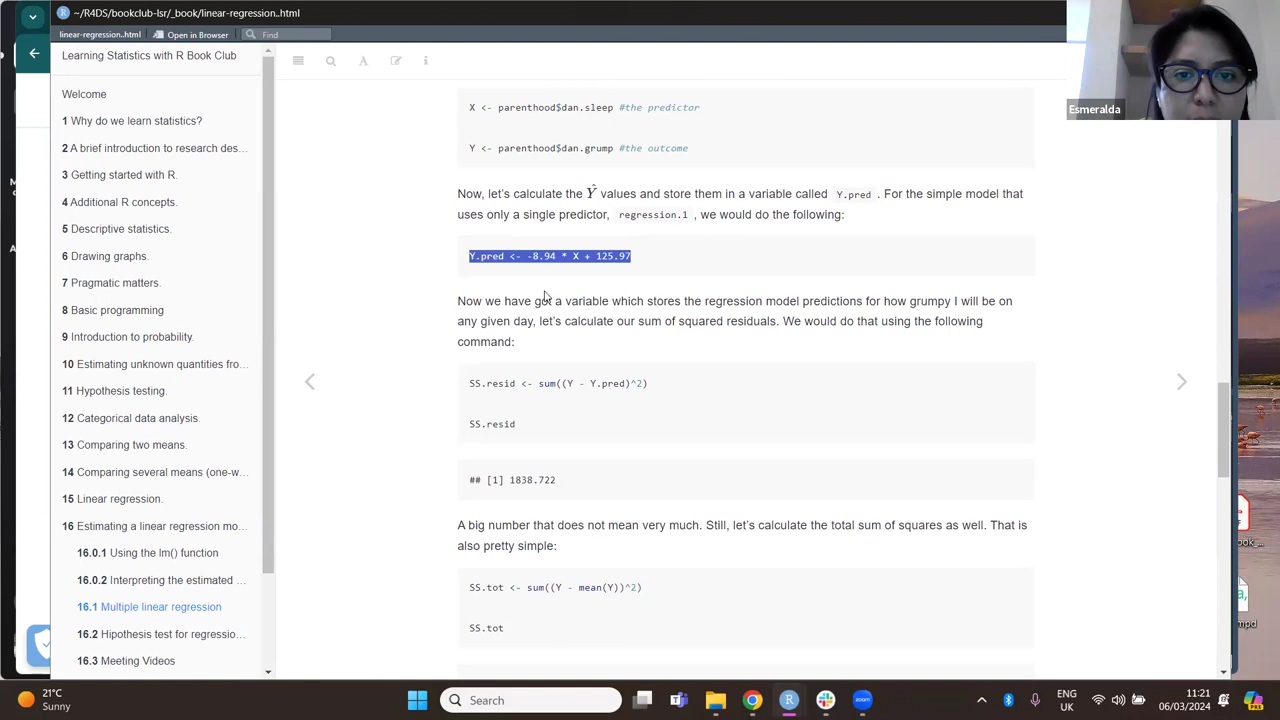 ~/R4DS/bookclub-lsr/_book/linear-regression..html
linear-regression..html
Open in Browser
Find
Learning Statistics with R Book Club
Welcome
1 Why do we learn statistics?
2 A brief introduction to research des...
3 Getting started with R.
4 Additional R concepts.
5 Descriptive statistics.
6 Drawing graphs.
7 Pragmatic matters.
8 Basic programming
9 Introduction to probability.
10 Estimating unknown quantities fro...
11 Hypothesis testing.
12 Categorical data analysis.
13 Comparing two means.
14 Comparing several means (one-w...
15 Linear regression.
16 Estimating a linear regression mo...
16.0.1 Using the lm() function
16.0.2 Interpreting the estimated ...
16.1 Multiple linear regression
16.2 Hipothesis test for regressio...
16.3 Meeting Videos
X <- parenthood$dan.sleep #the predictor
Y <- parenthood$dan.grump #the outcome
Now, let's calculate the Ŷ values and store them in a variable called Y.pred . For the simple model that
uses only a single predictor, regression.1 , we would do the following:
Y.pred <- -8.94 * X + 125.97
Now we have got a variable which stores the regression model predictions for how grumpy I will be on
any given day, let's calculate our sum of squared residuals. We would do that using the following
command:
SS.resid <- sum((Y - Y.pred)^2)
SS.resid
## [1] 1838.722
A big number that does not mean very much. Still, let's calculate the total sum of squares as well. That is
also pretty simple:
SS.tot <- sum((Y - mean(Y))^2)
SS.tot
Esmeralda
21°C
Sunny
Search
ENG
UK
11:21
06/03/2024